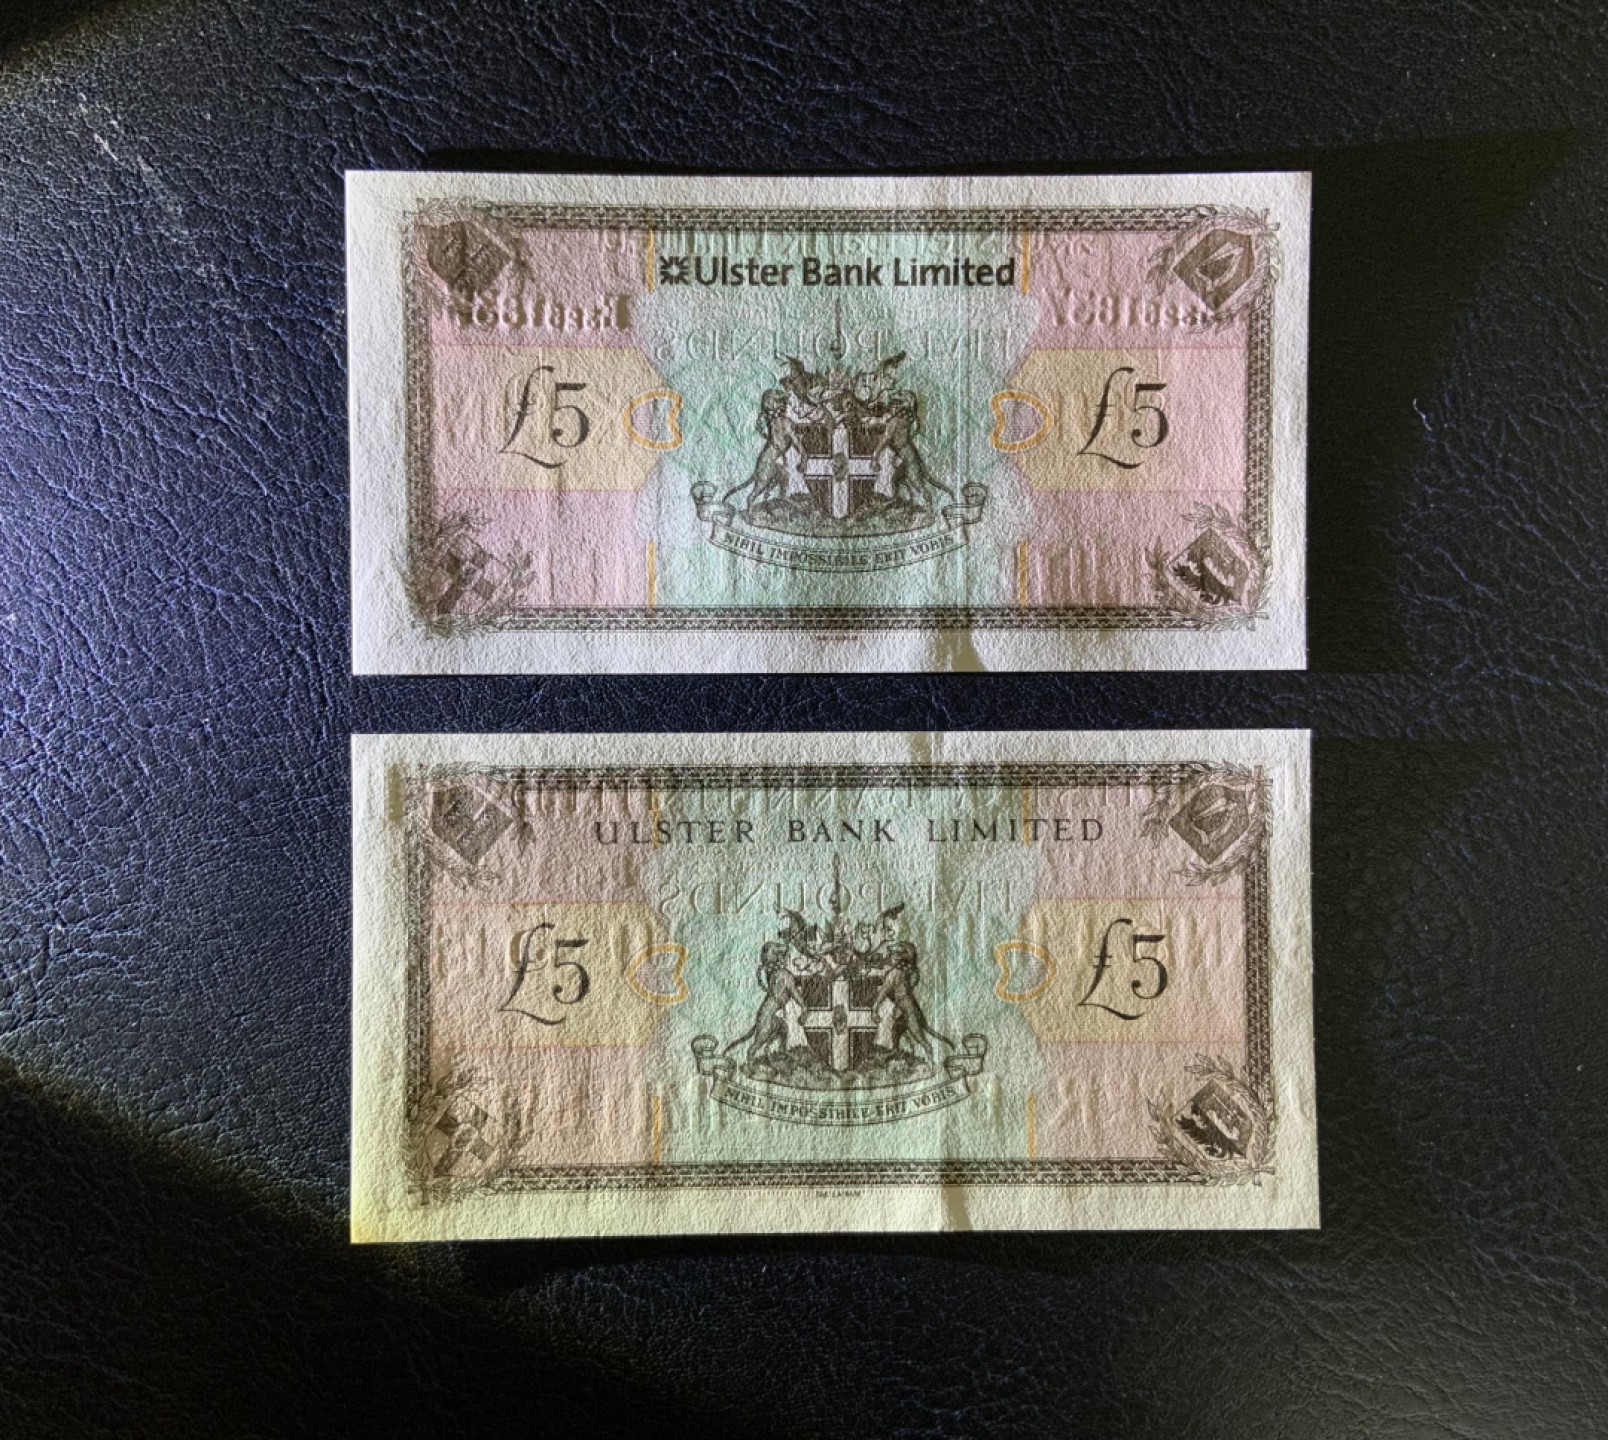 Ulster Bank Limited
£5 £5
NIHIL IMPOSSIBILE ERIT VOBIS
ULSTER BANK LIMITED
£5 £5
NIHIL IMPOSSIBILE ERIT VOBIS